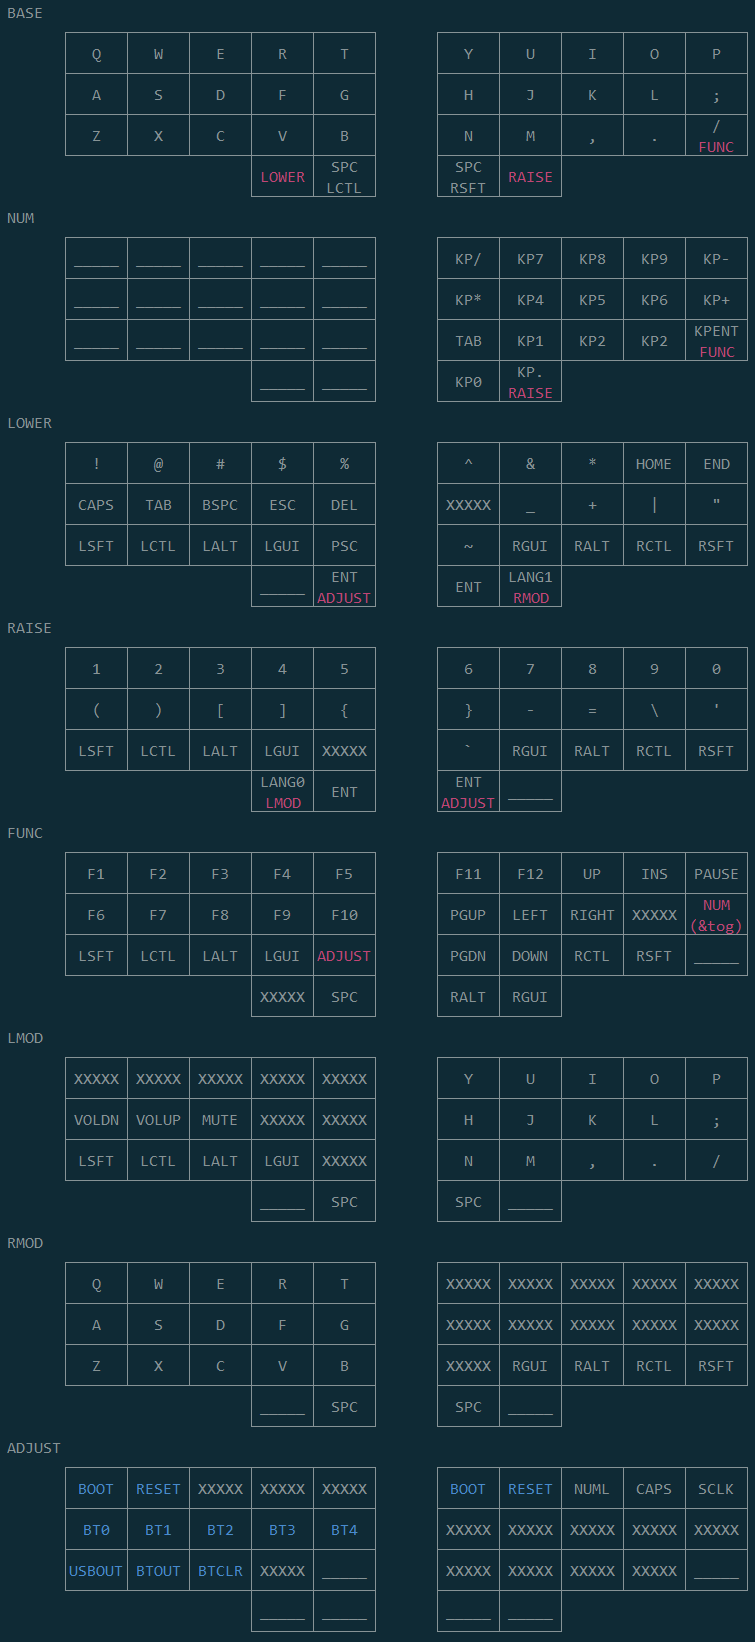 BASE
Q W E R T Y U I O P
A S D F G H J K L ;
Z X C V B N M , . / FUNC
LOWER SPC LCTL SPC RSFT RAISE
NUM
_____ _____ _____ _____ _____ KP/ KP7 KP8 KP9 KP-
_____ _____ _____ _____ _____ KP* KP4 KP5 KP6 KP+
_____ _____ _____ _____ _____ TAB KP1 KP2 KP2 KPENT FUNC
_____ _____ KP0 KP. RAISE
LOWER
! @ # $ % ^ & * HOME END
CAPS TAB BSPC ESC DEL XXXXX _ + | "
LSFT LCTL LALT LGUI PSC ~ RGUI RALT RCTL RSFT
_____ ENT ADJUST ENT LANG1 RMOD
RAISE
1 2 3 4 5 6 7 8 9 0
( ) [ ] { } - = \ '
LSFT LCTL LALT LGUI XXXXX ` RGUI RALT RCTL RSFT
LANG0 LMOD ENT ENT ADJUST _____
FUNC
F1 F2 F3 F4 F5 F11 F12 UP INS PAUSE
F6 F7 F8 F9 F10 PGUP LEFT RIGHT XXXXX NUM (&tog)
LSFT LCTL LALT LGUI ADJUST PGDN DOWN RCTL RSFT _____
XXXXX SPC RALT RGUI
LMOD
XXXXX XXXXX XXXXX XXXXX XXXXX Y U I O P
VOLDN VOLUP MUTE XXXXX XXXXX H J K L ;
LSFT LCTL LALT LGUI XXXXX N M , . /
_____ SPC SPC _____
RMOD
Q W E R T XXXXX XXXXX XXXXX XXXXX XXXXX
A S D F G XXXXX XXXXX XXXXX XXXXX XXXXX
Z X C V B XXXXX RGUI RALT RCTL RSFT
_____ SPC SPC _____
ADJUST
BOOT RESET XXXXX XXXXX XXXXX BOOT RESET NUML CAPS SCLK
BT0 BT1 BT2 BT3 BT4 XXXXX XXXXX XXXXX XXXXX XXXXX
USBOUT BTOUT BTCLR XXXXX _____ XXXXX XXXXX XXXXX XXXXX _____
_____ _____ _____ _____